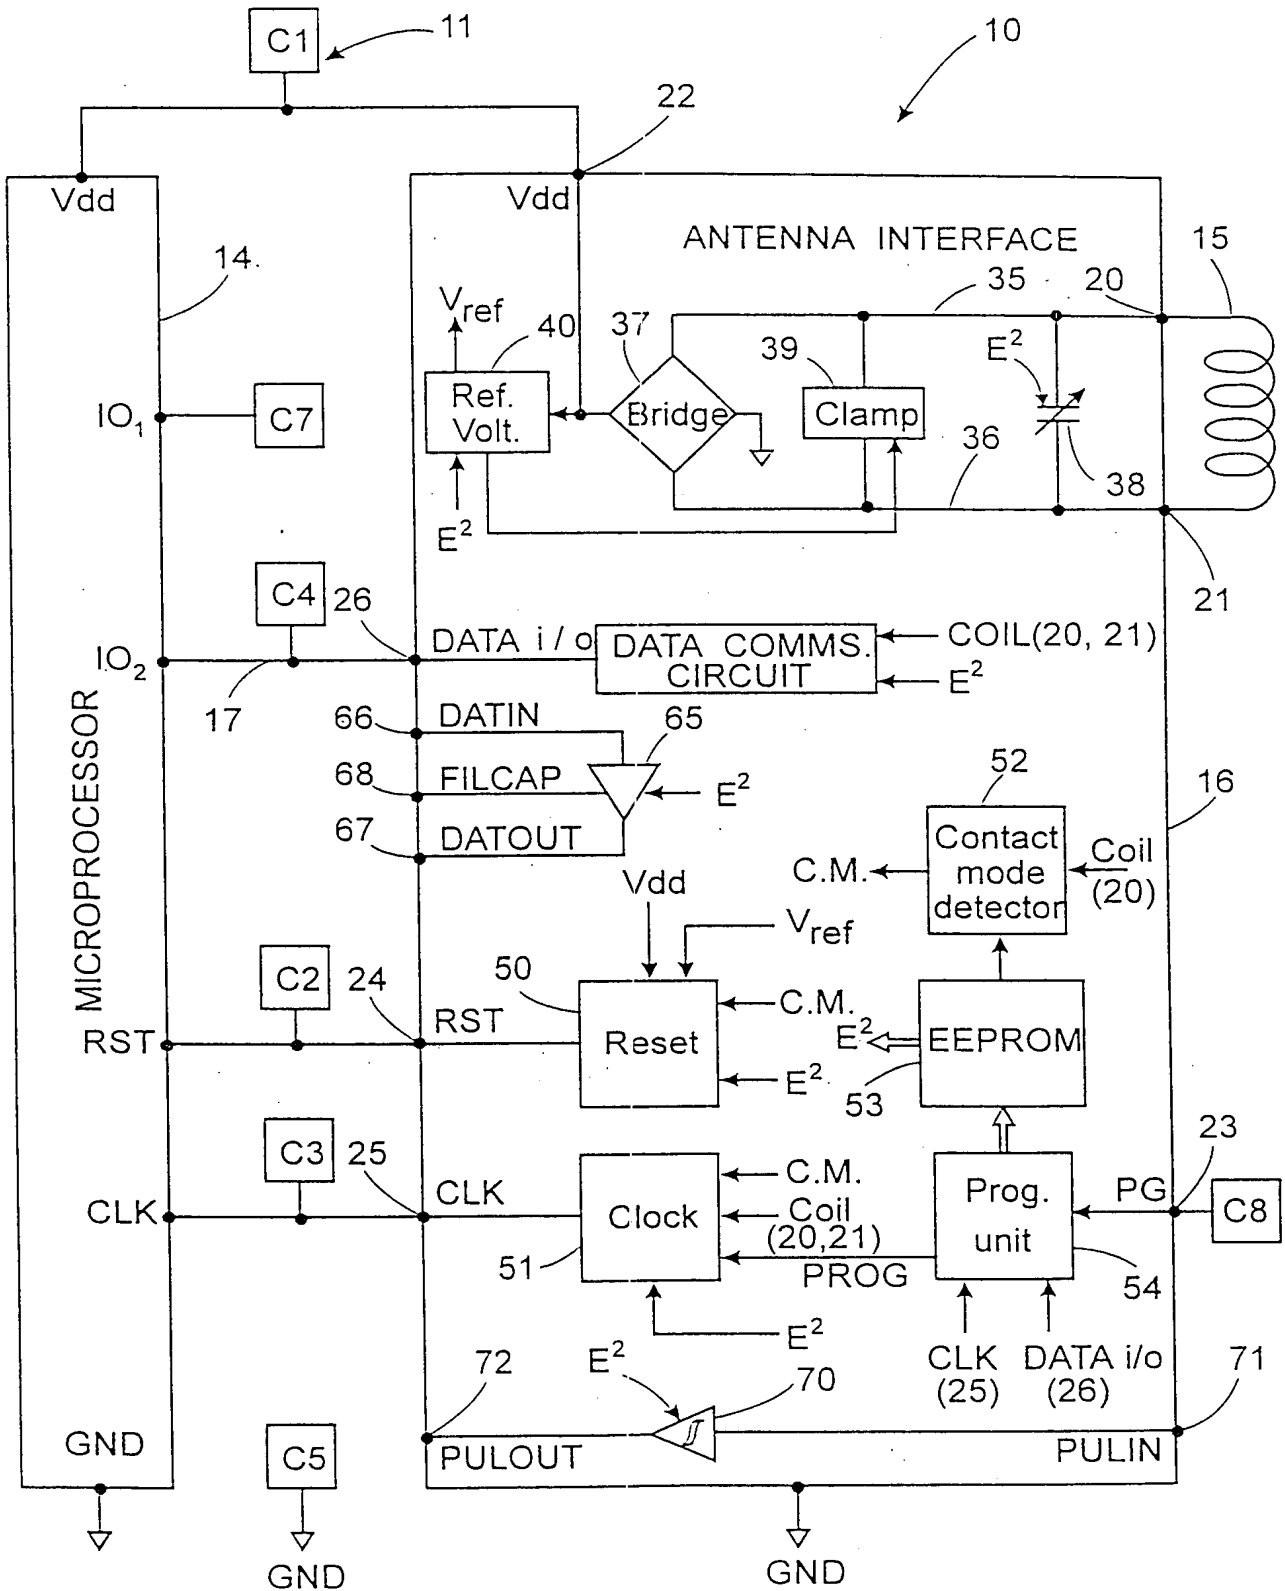 C1
11
10
22
Vdd
Vdd
ANTENNA INTERFACE
15
14
Vref
40
37
35
20
39
E²
IO₁
C7
Ref.
Volt.
Bridge
Clamp
36
38
E²
21
C4
26
IO₂
DATA i / o
DATA COMMS.
CIRCUIT
COIL(20, 21)
E²
17
MICROPROCESSOR
66
DATIN
65
68
FILCAP
E²
67
DATOUT
52
16
Contact
mode
detector
C.M.
Coil
(20)
Vdd
Vref
C2
24
50
RST
RST
Reset
C.M.
E²
E²
EEPROM
53
C3
25
CLK
CLK
Clock
51
C.M.
Coil
(20,21)
PROG
E²
Prog.
unit
PG
23
C8
54
CLK
(25)
DATA i/o
(26)
72
E²
70
71
PULOUT
PULIN
GND
C5
GND
GND